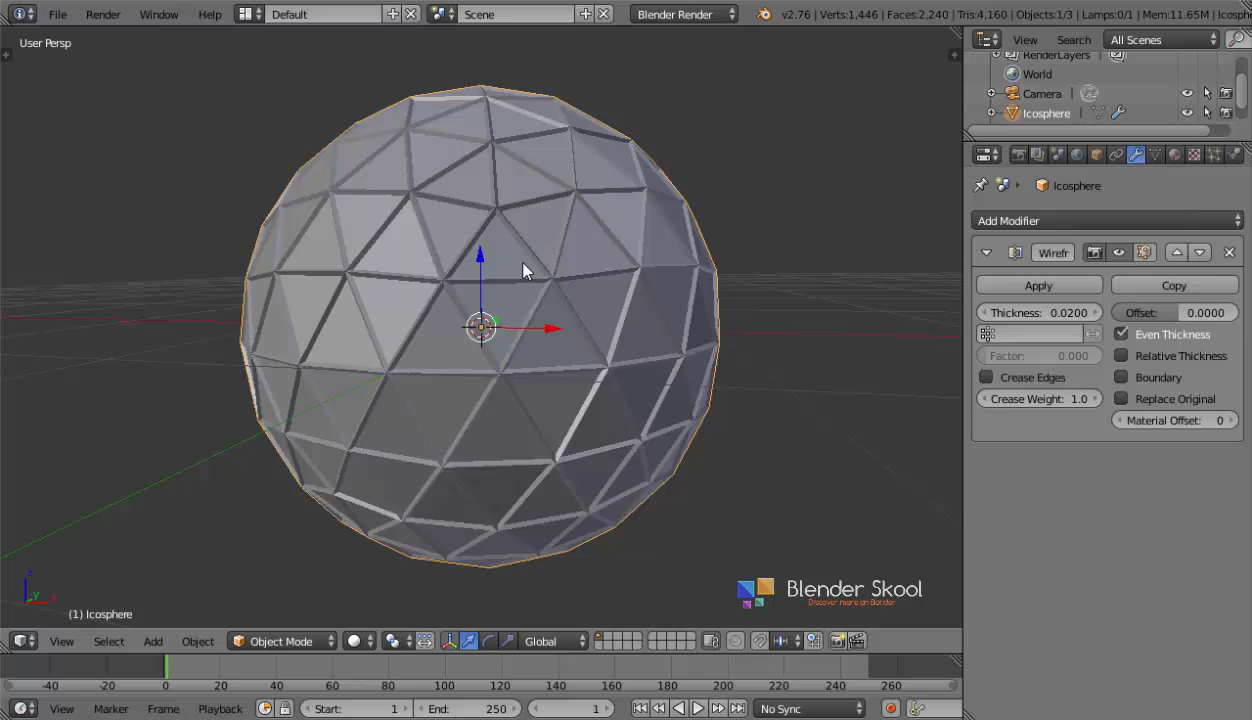 File Render Window Help Default Scene Blender Render v2.76 | Verts:1,446 | Faces:2,240 | Tris:4,160 | Objects:1/3 | Lamps:0/1 | Mem:11.65M | Icosph
User Persp
View Search All Scenes
RenderLayers
World
Camera
Icosphere
Icosphere
Add Modifier
Wirefr
Apply Copy
Thickness: 0.0200 Offset: 0.0000
Even Thickness
Factor: 0.000 Relative Thickness
Crease Edges Boundary
Crease Weight: 1.0 Replace Original
Material Offset: 0
Blender Skool
Discover more on Blender
z
y
x
(1) Icosphere
View Select Add Object Object Mode Global
-40 -20 0 20 40 60 80 100 120 140 160 180 200 220 240 260
View Marker Frame Playback Start: 1 End: 250 1 No Sync